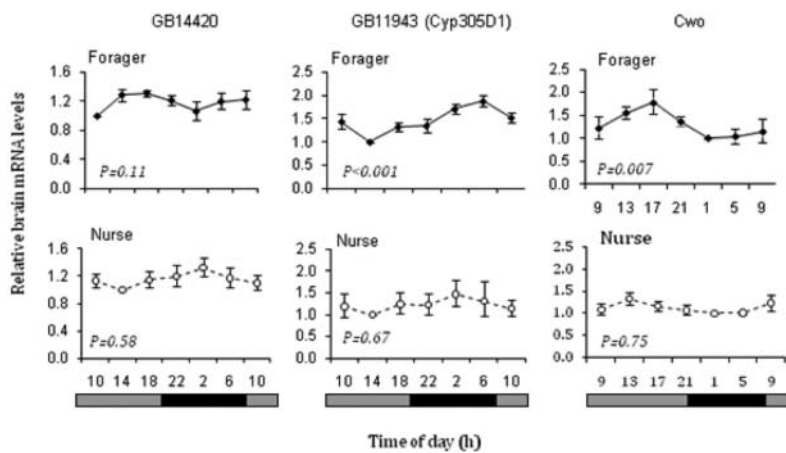 GB14420 GB11943 (Cyp305D1) Cwo
Relative brain mRNA levels
Forager
1.6
1.2
0.8
0.4
0.0
P=0.11
Forager
2.5
2.0
1.5
1.0
0.5
0.0
P<0.001
Forager
2.5
2.0
1.5
1.0
0.5
0.0
P=0.007
9 13 17 21 1 5 9
Nurse
1.6
1.2
0.8
0.4
0.0
P=0.58
10 14 18 22 2 6 10
Nurse
2.5
2.0
1.5
1.0
0.5
0.0
P=0.67
10 14 18 22 2 6 10
Nurse
2.5
2.0
1.5
1.0
0.5
0.0
P=0.75
9 13 17 21 1 5 9
Time of day (h)